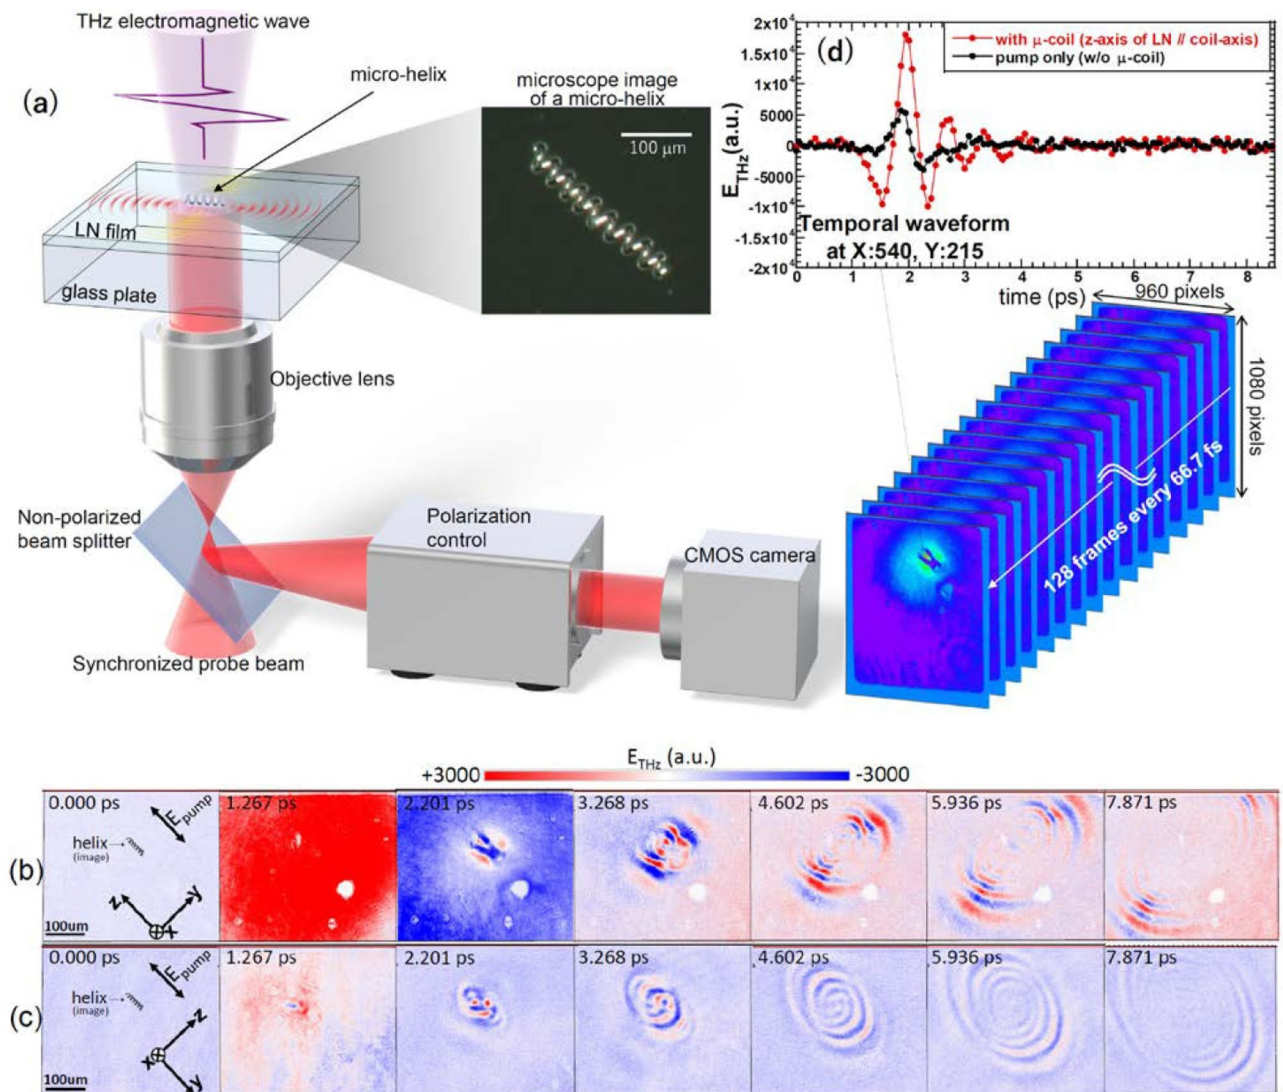 THz electromagnetic wave
(a)
micro-helix
microscope image
of a micro-helix
100 μm
LN film
glass plate
Objective lens
Non-polarized
beam splitter
Polarization
control
CMOS camera
Synchronized probe beam
(d)
with μ-coil (z-axis of LN // coil-axis)
pump only (w/o μ-coil)
E_THz(a.u.)
2x10⁴
1.5x10⁴
1x10⁴
5000
0
-5000
-1x10⁴
-1.5x10⁴
-2x10⁴
Temporal waveform
at X:540, Y:215
0 1 2 3 4 5 6 7 8
time (ps)
960 pixels
1080 pixels
128 frames every 66.7 fs
E_THz (a.u.)
+3000 -3000
(b)
0.000 ps 1.267 ps 2.201 ps 3.268 ps 4.602 ps 5.936 ps 7.871 ps
E_pump
helix
(image)
z y
x
100um
(c)
0.000 ps 1.267 ps 2.201 ps 3.268 ps 4.602 ps 5.936 ps 7.871 ps
E_pump
helix
(image)
z
x
y
100um